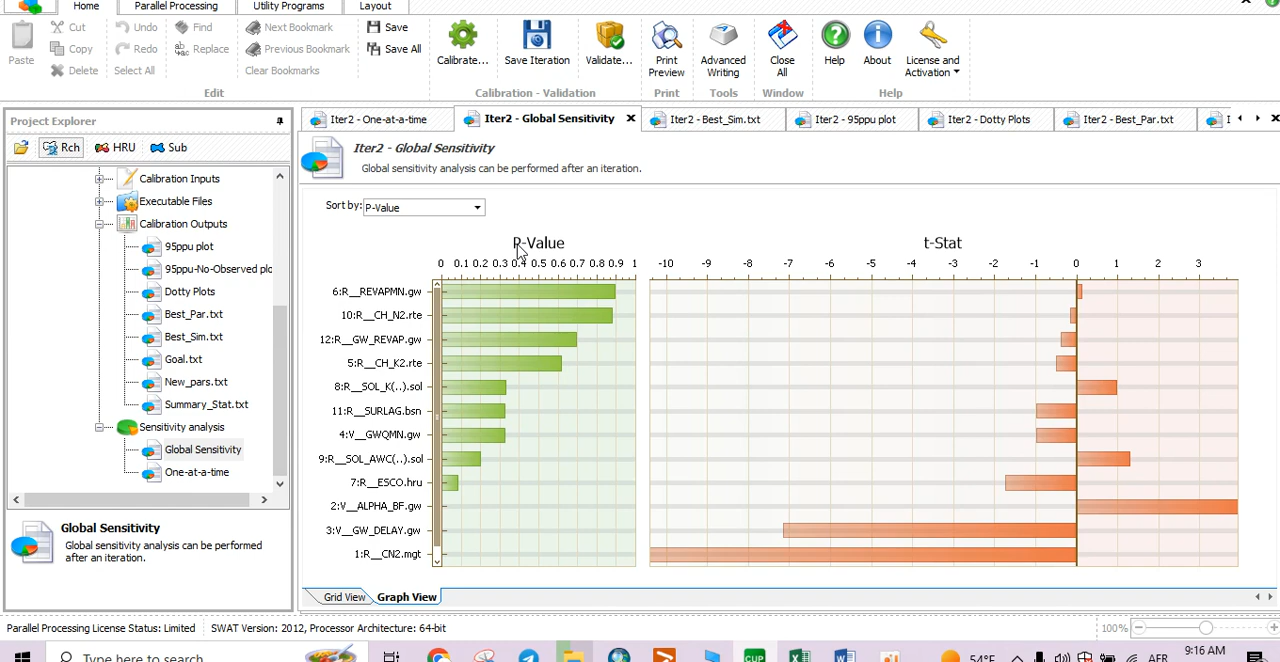 Home Parallel Processing Utility Programs Layout
Paste
Cut
Copy
Delete
Undo
Redo
Select All
Find
Replace
Next Bookmark
Previous Bookmark
Clear Bookmarks
Save
Save All
Calibrate...
Save Iteration
Validate...
Print
Preview
Advanced
Writing
Close
All
Help
About
License and
Activation
Edit Calibration - Validation Print Tools Window Help
Project Explorer
Rch HRU Sub
Calibration Inputs
Executable Files
Calibration Outputs
95ppu plot
95ppu-No-Observed plo
Dotty Plots
Best_Par.txt
Best_Sim.txt
Goal.txt
New_pars.txt
Summary_Stat.txt
Sensitivity analysis
Global Sensitivity
One-at-a-time
Global Sensitivity
Global sensitivity analysis can be performed
after an iteration.
Iter2 - One-at-a-time Iter2 - Global Sensitivity Iter2 - Best_Sim.txt Iter2 - 95ppu plot Iter2 - Dotty Plots Iter2 - Best_Par.txt
Iter2 - Global Sensitivity
Global sensitivity analysis can be performed after an iteration.
Sort by: P-Value
P-Value t-Stat
0 0.1 0.2 0.3 0.4 0.5 0.6 0.7 0.8 0.9 1 -10 -9 -8 -7 -6 -5 -4 -3 -2 -1 0 1 2 3
6:R__REVAPMN.gw
10:R__CH_N2.rte
12:R__GW_REVAP.gw
5:R__CH_K2.rte
8:R__SOL_K(..).sol
11:R__SURLAG.bsn
4:V__GWQMN.gw
9:R__SOL_AWC(..).sol
7:R__ESCO.hru
2:V__ALPHA_BF.gw
3:V__GW_DELAY.gw
1:R__CN2.mgt
Grid View Graph View
Parallel Processing License Status: Limited SWAT Version: 2012, Processor Architecture: 64-bit 100%
Type here to search CUP 54°F AFR 9:16 AM